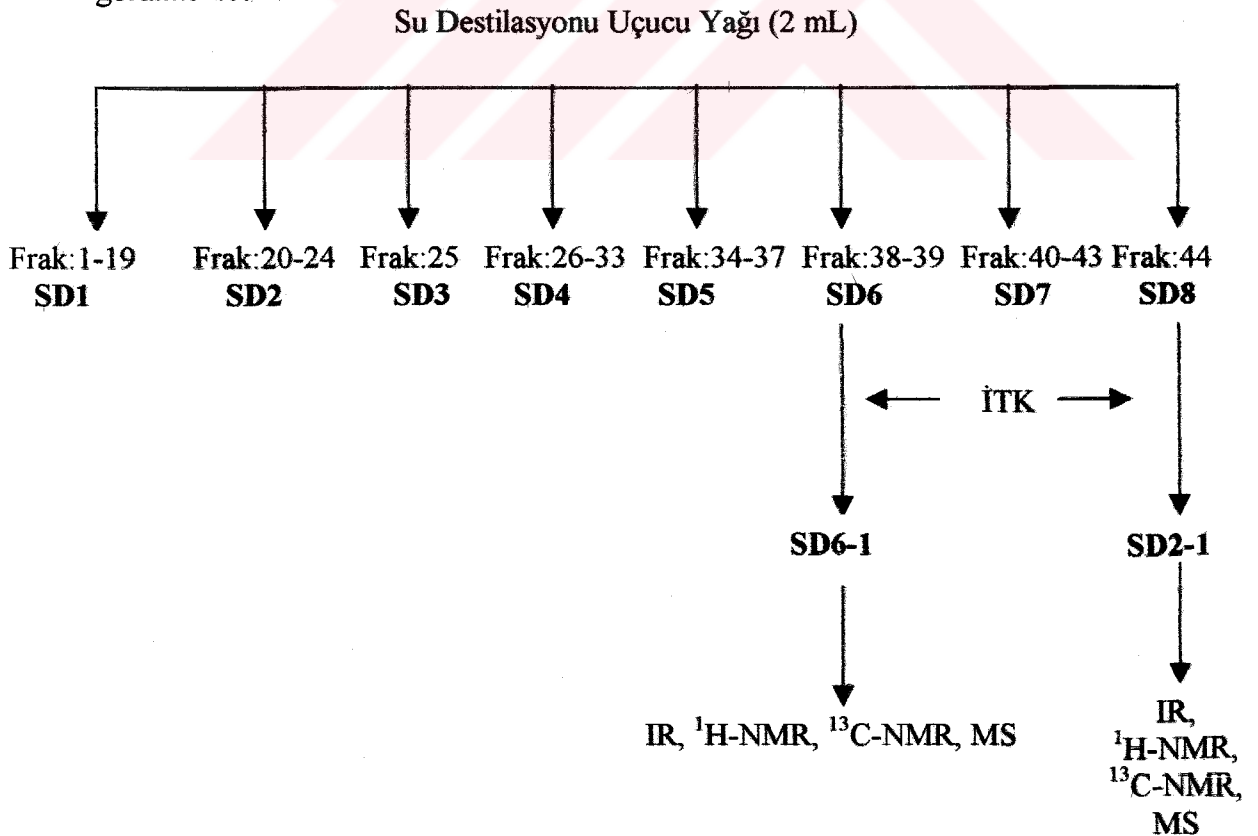 Su Destilasyonu Uçucu Yağı (2 mL)
Frak:1-19 Frak:20-24 Frak:25 Frak:26-33 Frak:34-37 Frak:38-39 Frak:40-43 Frak:44
SD1 SD2 SD3 SD4 SD5 SD6 SD7 SD8
İTK
SD6-1 SD2-1
IR, ¹H-NMR, ¹³C-NMR, MS
IR,
¹H-NMR,
¹³C-NMR,
MS